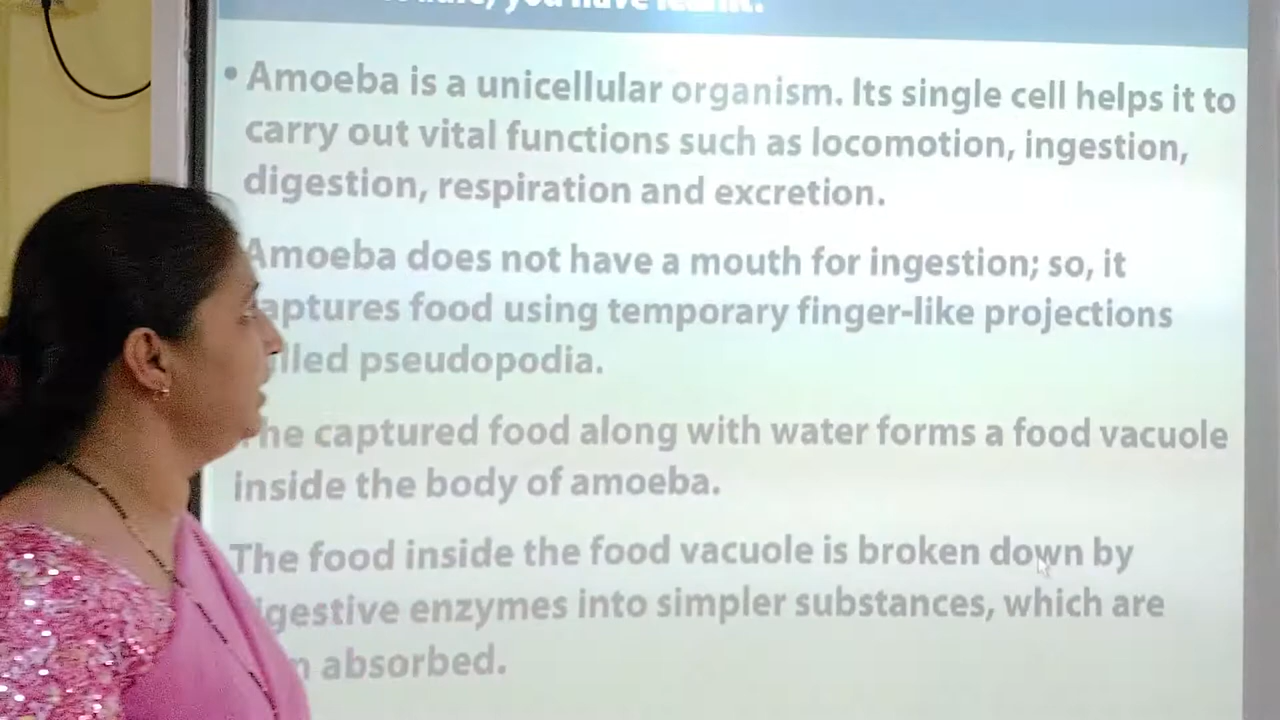 you have learnt:
• Amoeba is a unicellular organism. Its single cell helps it to
carry out vital functions such as locomotion, ingestion,
digestion, respiration and excretion.
Amoeba does not have a mouth for ingestion; so, it
aptures food using temporary finger-like projections
lled pseudopodia.
he captured food along with water forms a food vacuole
inside the body of amoeba.
The food inside the food vacuole is broken down by
igestive enzymes into simpler substances, which are
absorbed.